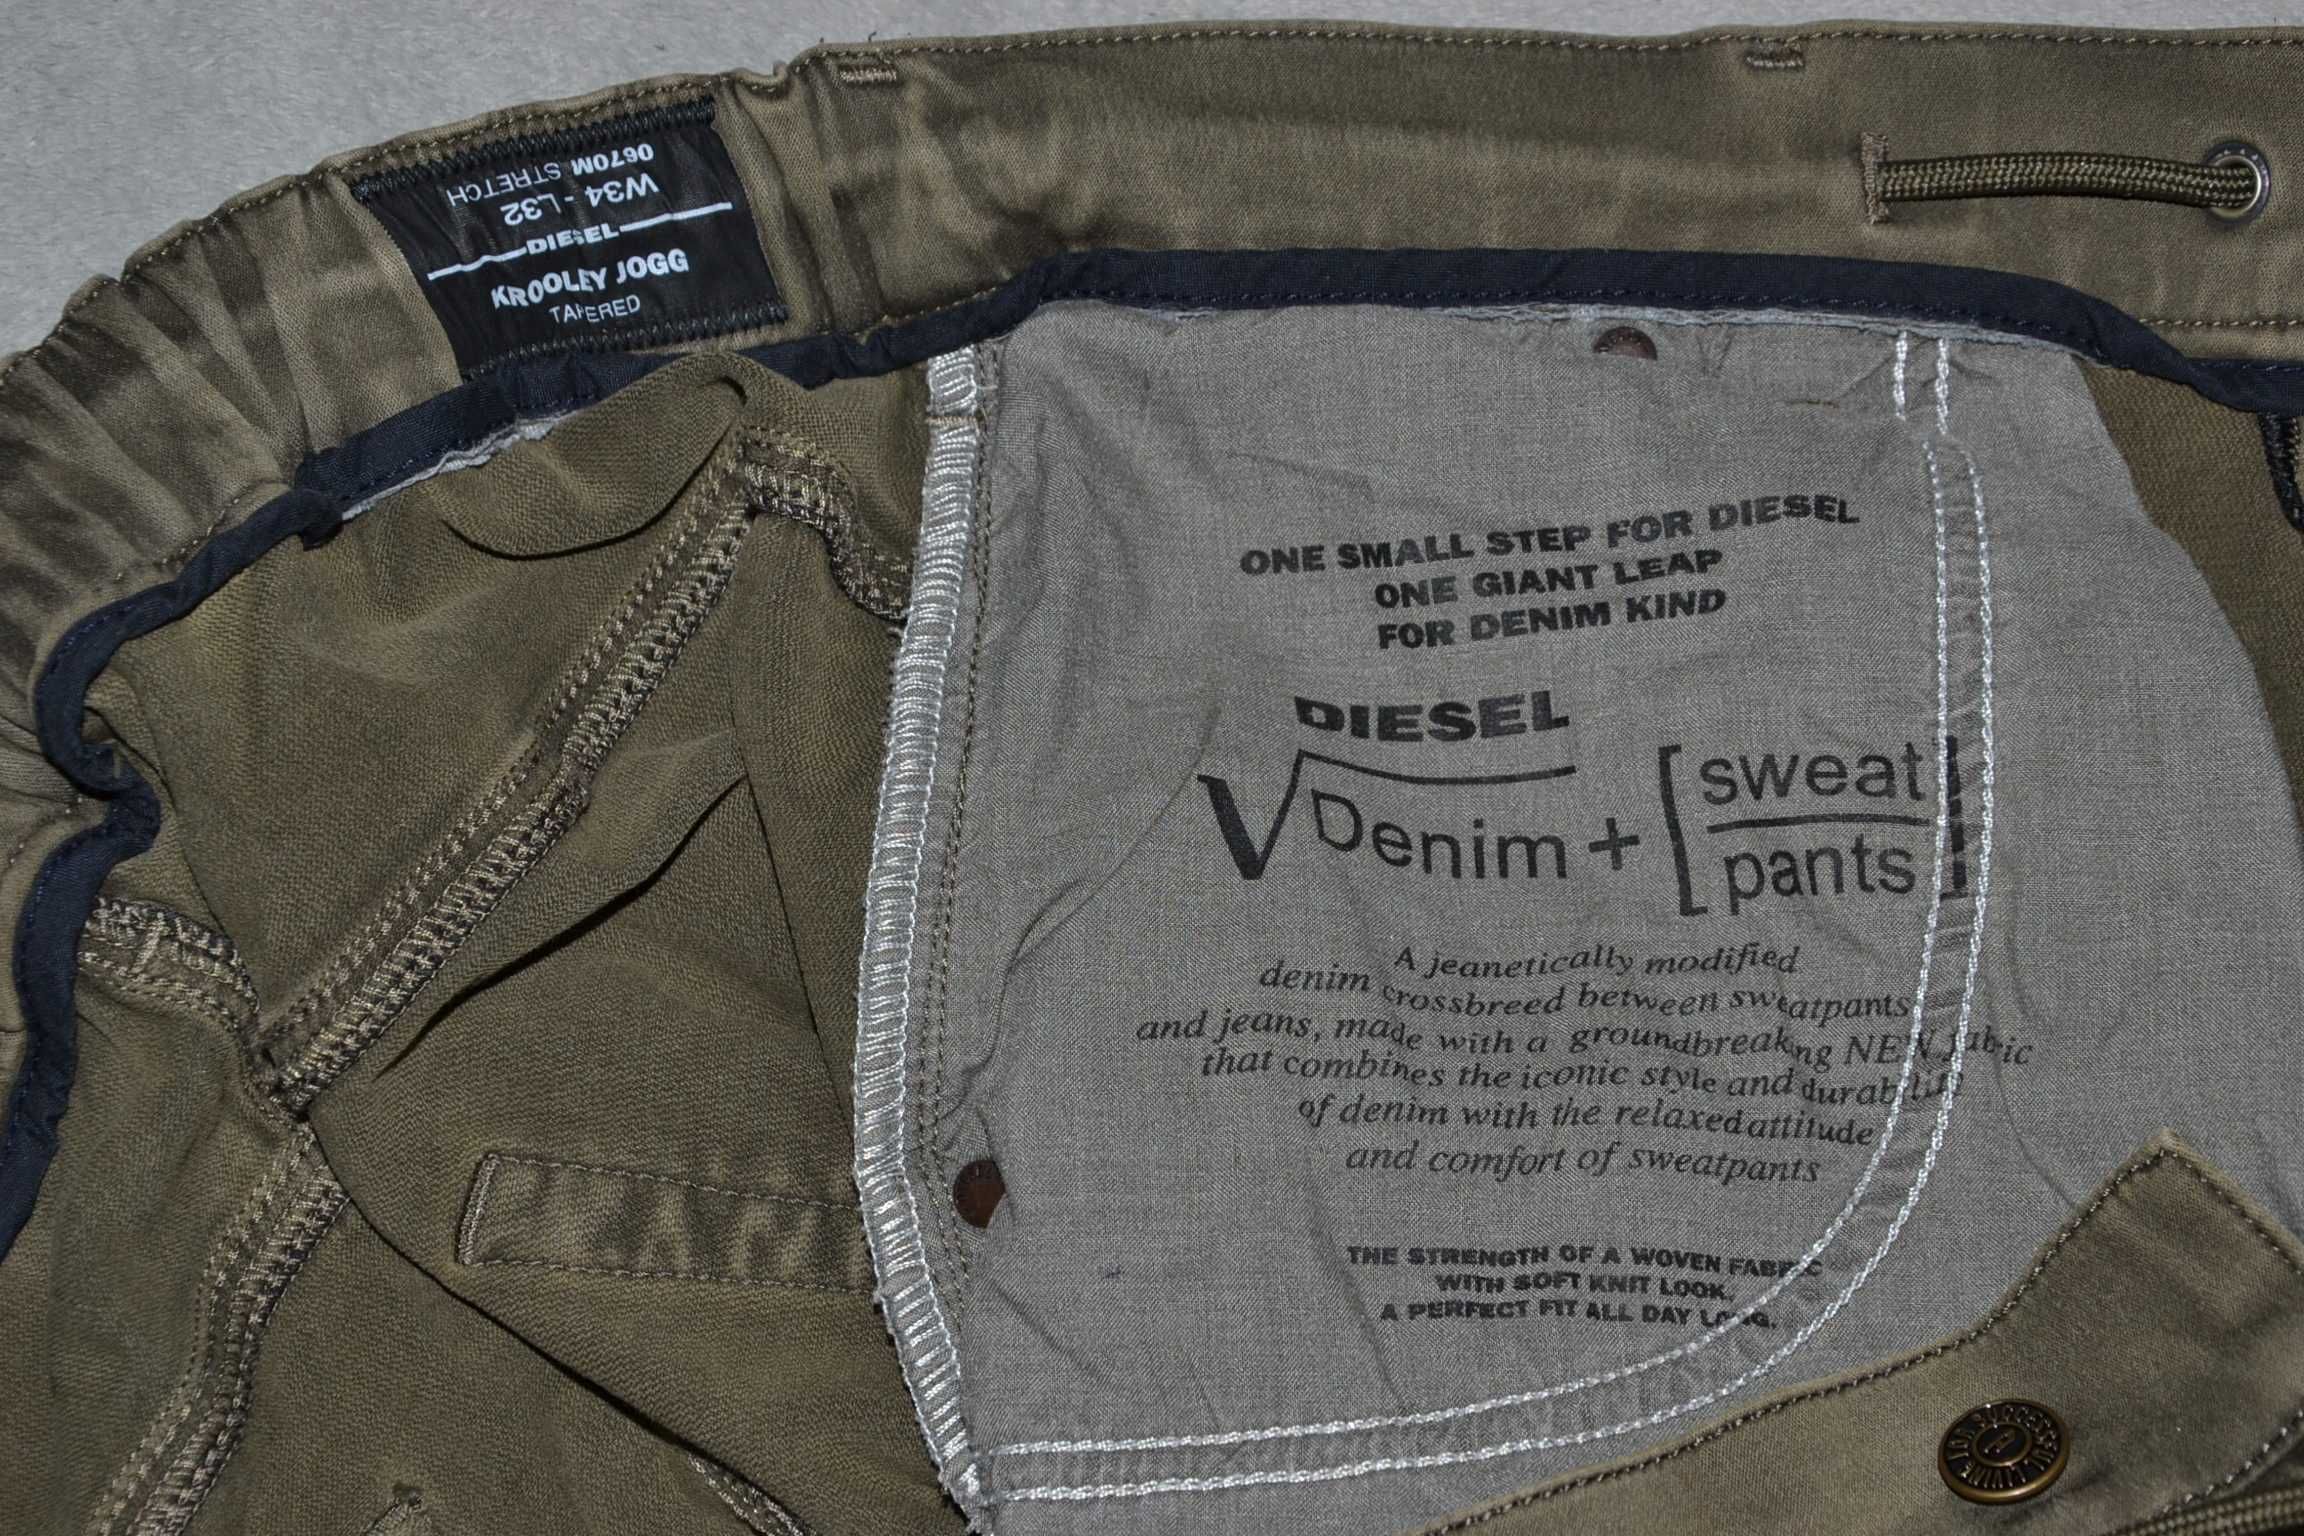 0670M STRETCH
W34 - L32
DIESEL
KROOLEY JOGG
TAPERED
ONE SMALL STEP FOR DIESEL
ONE GIANT LEAP
FOR DENIM KIND
DIESEL
√Denim + [sweat
pants]
A jeanetically modified
denim crossbreed between sweatpants
and jeans, made with a groundbreaking NEW fabric
that combines the iconic style and durability
of denim with the relaxed attitude
and comfort of sweatpants
THE STRENGTH OF A WOVEN FABRIC
WITH SOFT KNIT LOOK.
A PERFECT FIT ALL DAY LONG.
FOR SUCCESSFUL LIVING